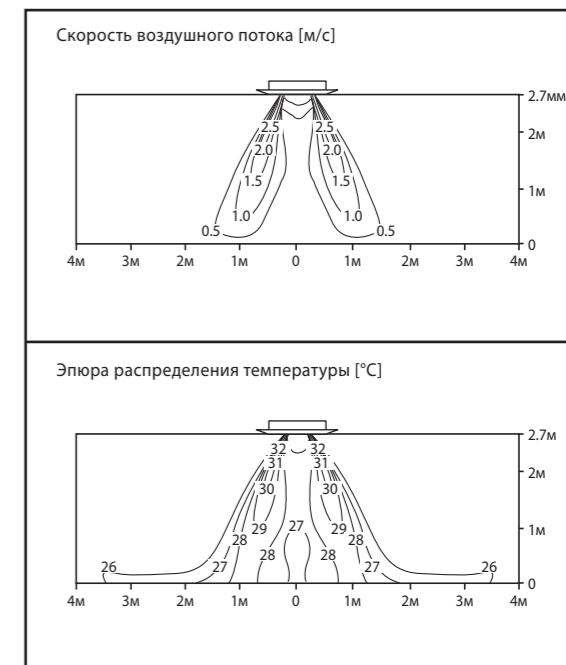 Скорость воздушного потока [м/с]
2.7мм
2.5 2.5
2м
2.0 2.0
1.5 1.5
1м
1.0 1.0
0.5 0.5
0
4м 3м 2м 1м 0 1м 2м 3м 4м
Эпюра распределения температуры [°C]
2.7м
32 32
31 31
2м
30 30
29 27 29
1м
28 28
28 28
26 27 27 26
0
4м 3м 2м 1м 0 1м 2м 3м 4м